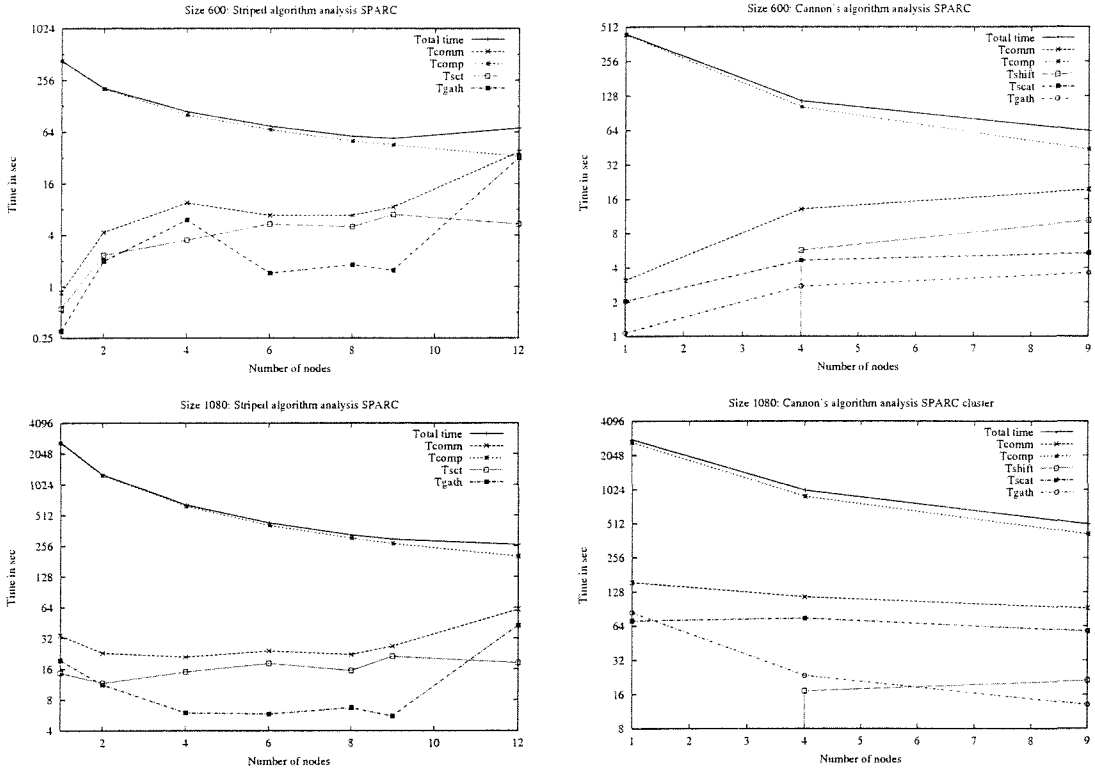 Size 600: Striped algorithm analysis SPARC
1024
256
64
16
4
1
0.25
Time in sec
Total time
Tcomm
Tcomp
Tsct
Tgath
2
4
6
8
10
12
Number of nodes
Size 600: Cannon's algorithm analysis SPARC
512
256
128
64
32
16
8
4
2
1
Time in sec
Total time
Tcomm
Tcomp
Tshift
Tscat
Tgath
1
2
3
4
5
6
7
8
9
Number of nodes
Size 1080: Striped algorithm analysis SPARC
4096
2048
1024
512
256
128
64
32
16
8
4
Time in sec
Total time
Tcomm
Tcomp
Tsct
Tgath
2
4
6
8
10
12
Number of nodes
Size 1080: Cannon's algorithm analysis SPARC cluster
4096
2048
1024
512
256
128
64
32
16
8
Time in sec
Total time
Tcomm
Tcomp
Tshift
Tscat
Tgath
1
2
3
4
5
6
7
8
9
Number of nodes